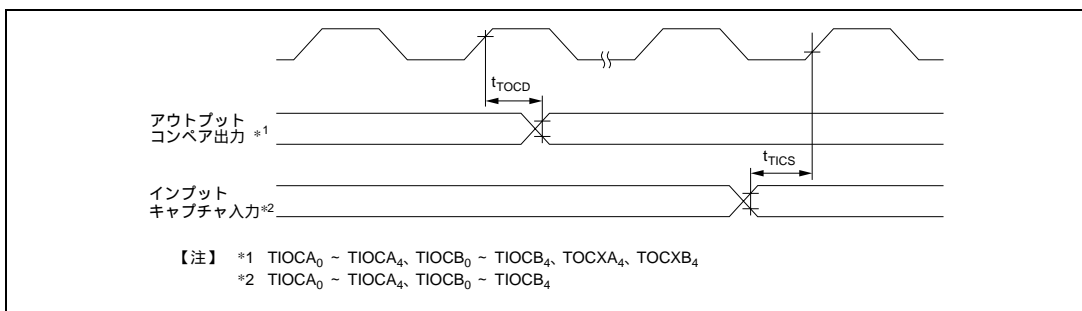 tTOCD
アウトプット
コンペア出力 *1
tTICS
インプット
キャプチャ入力*2
【注】 *1 TIOCA0 ~ TIOCA4、TIOCB0 ~ TIOCB4、TOCXA4、TOCXB4
*2 TIOCA0 ~ TIOCA4、TIOCB0 ~ TIOCB4